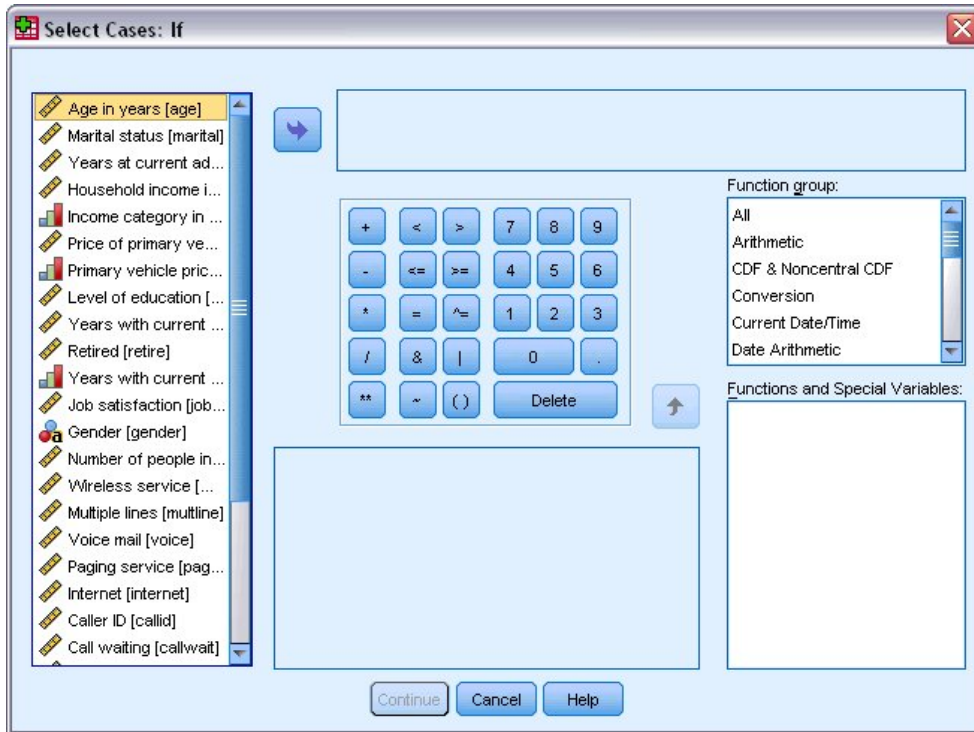 Select Cases: If
Age in years [age]
Marital status [marital]
Years at current ad...
Household income i...
Income category in ...
Price of primary ve...
Primary vehicle pric...
Level of education [...
Years with current ...
Retired [retire]
Years with current ...
Job satisfaction [job...
Gender [gender]
Number of people in...
Wireless service [...
Multiple lines [multline]
Voice mail [voice]
Paging service [pag...
Internet [internet]
Caller ID [callid]
Call waiting [callwait]
+ < > 7 8 9
- <= >= 4 5 6
* = ^= 1 2 3
/ & | 0 .
** ~ ( ) Delete
Function group:
All
Arithmetic
CDF & Noncentral CDF
Conversion
Current Date/Time
Date Arithmetic
Functions and Special Variables:
Continue Cancel Help